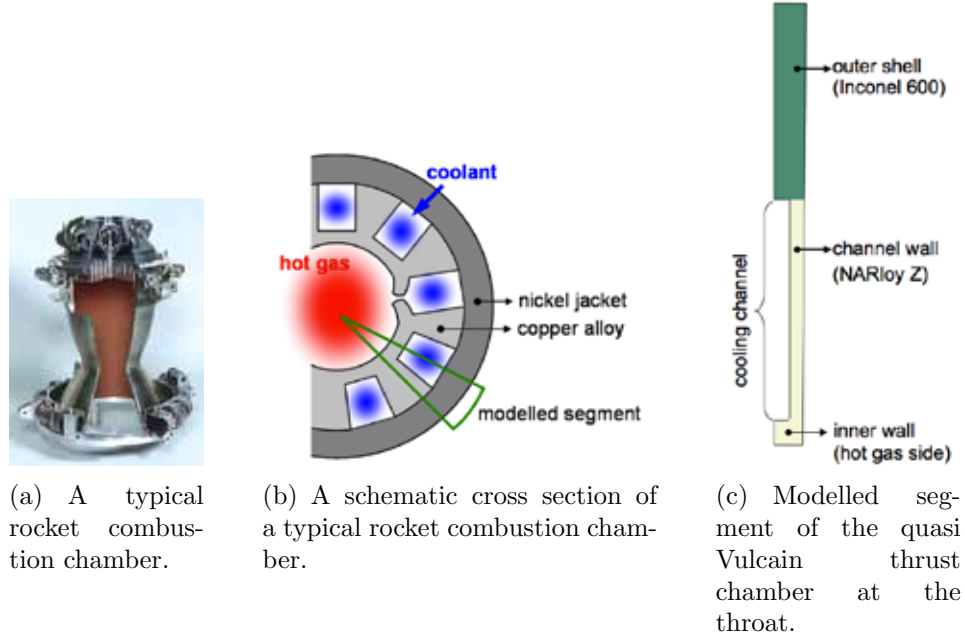 outer shell
(Inconel 600)
coolant
hot gas
channel wall
(NARloy Z)
nickel jacket
copper alloy
cooling channel
modelled segment
inner wall
(hot gas side)
(a) A typical
rocket combus-
tion chamber.
(b) A schematic cross section of
a typical rocket combustion cham-
ber.
(c) Modelled seg-
ment of the quasi
Vulcain thrust
chamber at the
throat.